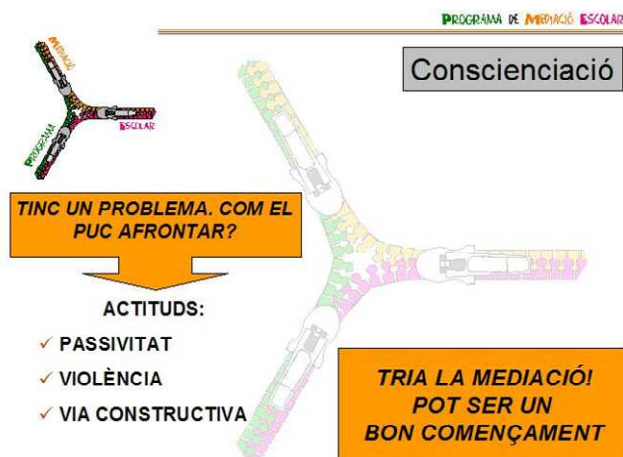 PROGRAMA DE MEDIACIÓ ESCOLAR
Conscienciació
MEDIACIÓ
PROGRAMA
ESCOLAR
TINC UN PROBLEMA. COM EL
PUC AFRONTAR?
ACTITUDS:
✓ PASSIVITAT
✓ VIOLÈNCIA
✓ VIA CONSTRUCTIVA
TRIA LA MEDIACIÓ!
POT SER UN
BON COMENÇAMENT